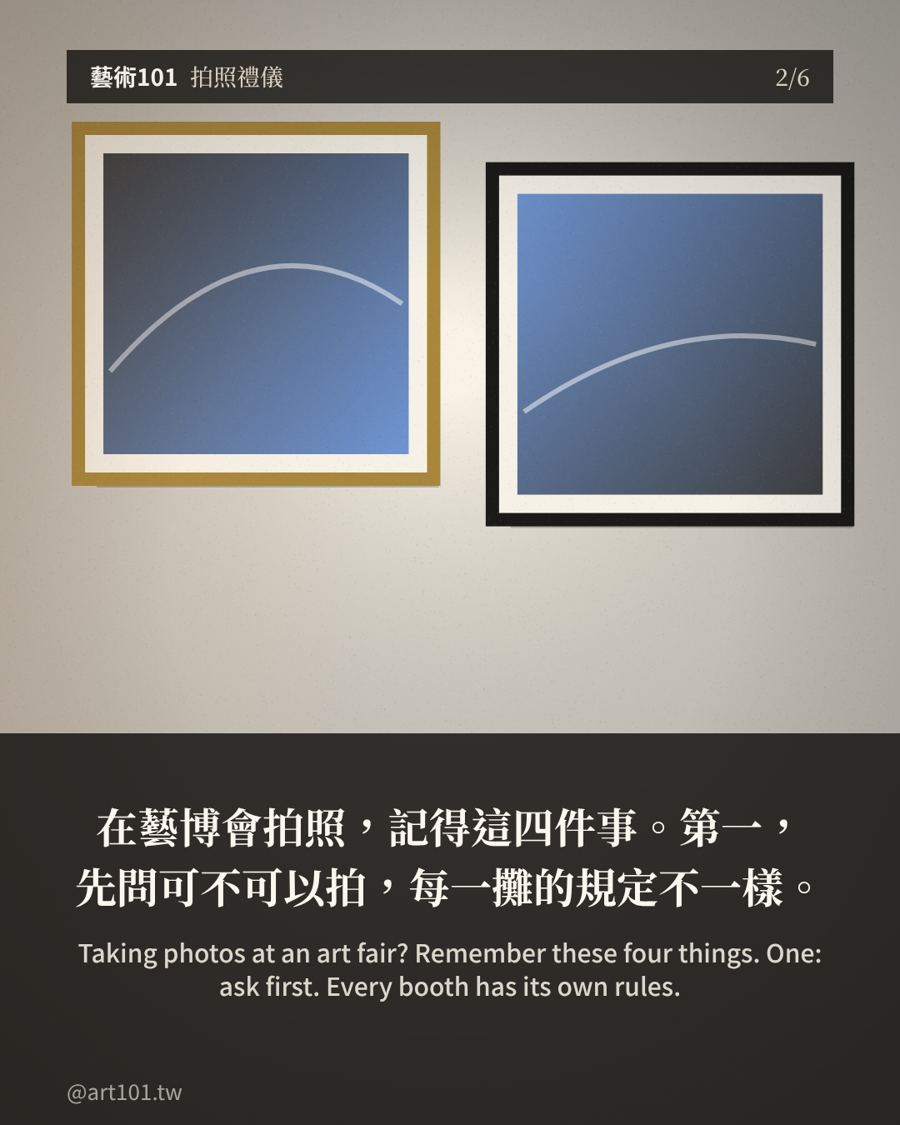 藝術101 拍照禮儀 2/6
在藝博會拍照，記得這四件事。第一，
先問可不可以拍，每一攤的規定不一樣。
Taking photos at an art fair? Remember these four things. One:
ask first. Every booth has its own rules.
@art101.tw